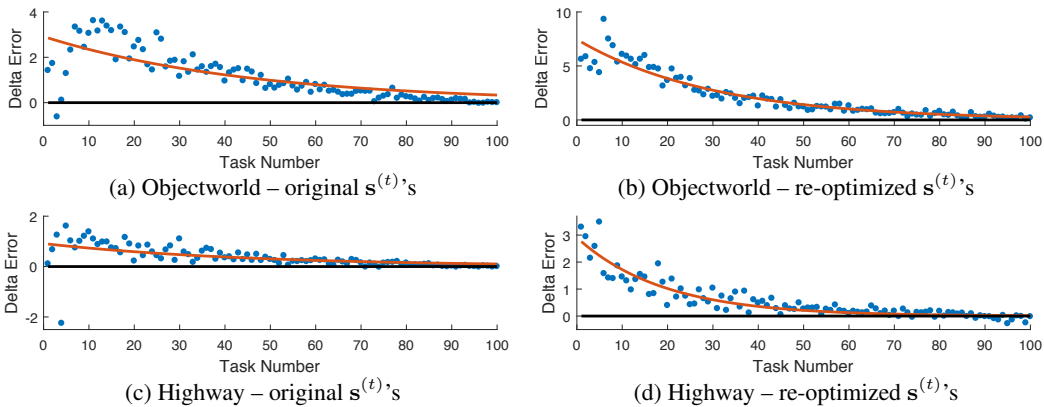 4
2
0
Delta Error
1 10 20 30 40 50 60 70 80 90 100
Task Number
(a) Objectworld – original s^(t)'s
10
5
0
Delta Error
1 10 20 30 40 50 60 70 80 90 100
Task Number
(b) Objectworld – re-optimized s^(t)'s
2
0
-2
Delta Error
1 10 20 30 40 50 60 70 80 90 100
Task Number
(c) Highway – original s^(t)'s
3
2
1
0
Delta Error
1 10 20 30 40 50 60 70 80 90 100
Task Number
(d) Highway – re-optimized s^(t)'s